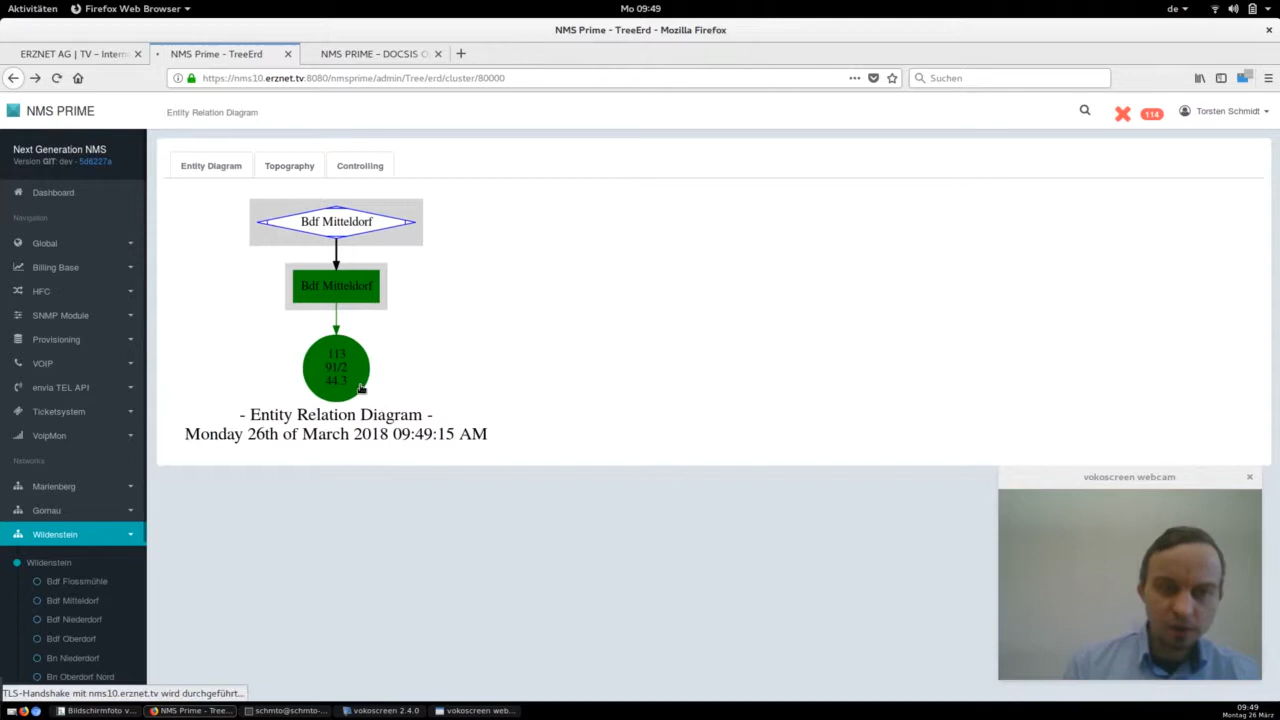 Aktivitäten
Firefox Web Browser
Mo 09:49
de
NMS Prime - TreeErd - Mozilla Firefox
ERZNET AG | TV – Intern
NMS Prime - TreeErd
NMS PRIME – DOCSIS O
https://nms10.erznet.tv:8080/nmsprime/admin/Tree/erd/cluster/80000
Suchen
NMS PRIME
Entity Relation Diagram
114
Torsten Schmidt
Next Generation NMS
Version GIT: dev - 5d6227a
Dashboard
Navigation
Global
Billing Base
HFC
SNMP Module
Provisioning
VOIP
envia TEL API
Ticketsystem
VoipMon
Networks
Marienberg
Gornau
Wildenstein
Wildenstein
Bdf Flossmühle
Bdf Mitteldorf
Bdf Niederdorf
Bdf Oberdorf
Bn Niederdorf
Bn Oberdorf Nord
Entity Diagram
Topography
Controlling
Bdf Mitteldorf
Bdf Mitteldorf
113
91/2
44.3
- Entity Relation Diagram -
Monday 26th of March 2018 09:49:15 AM
vokoscreen webcam
TLS-Handshake mit nms10.erznet.tv wird durchgeführt...
Bildschirmfoto v...
NMS Prime - Tree...
schmto@schmto-...
vokoscreen 2.4.0
vokoscreen web...
09:49
Montag 26 März